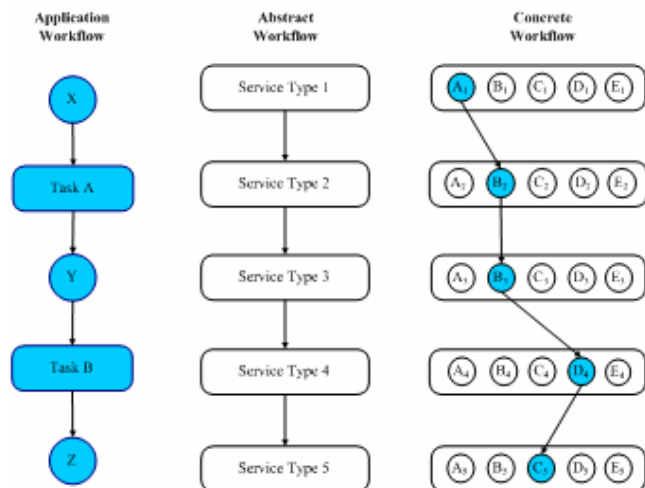 Application
Workflow
Abstract
Workflow
Concrete
Workflow
X
Service Type 1
A₁ B₁ C₁ D₁ E₁
Task A
Service Type 2
A₂ B₂ C₂ D₂ E₂
Y
Service Type 3
A₃ B₃ C₃ D₃ E₃
Task B
Service Type 4
A₄ B₄ C₄ D₄ E₄
Z
Service Type 5
A₅ B₅ C₅ D₅ E₅